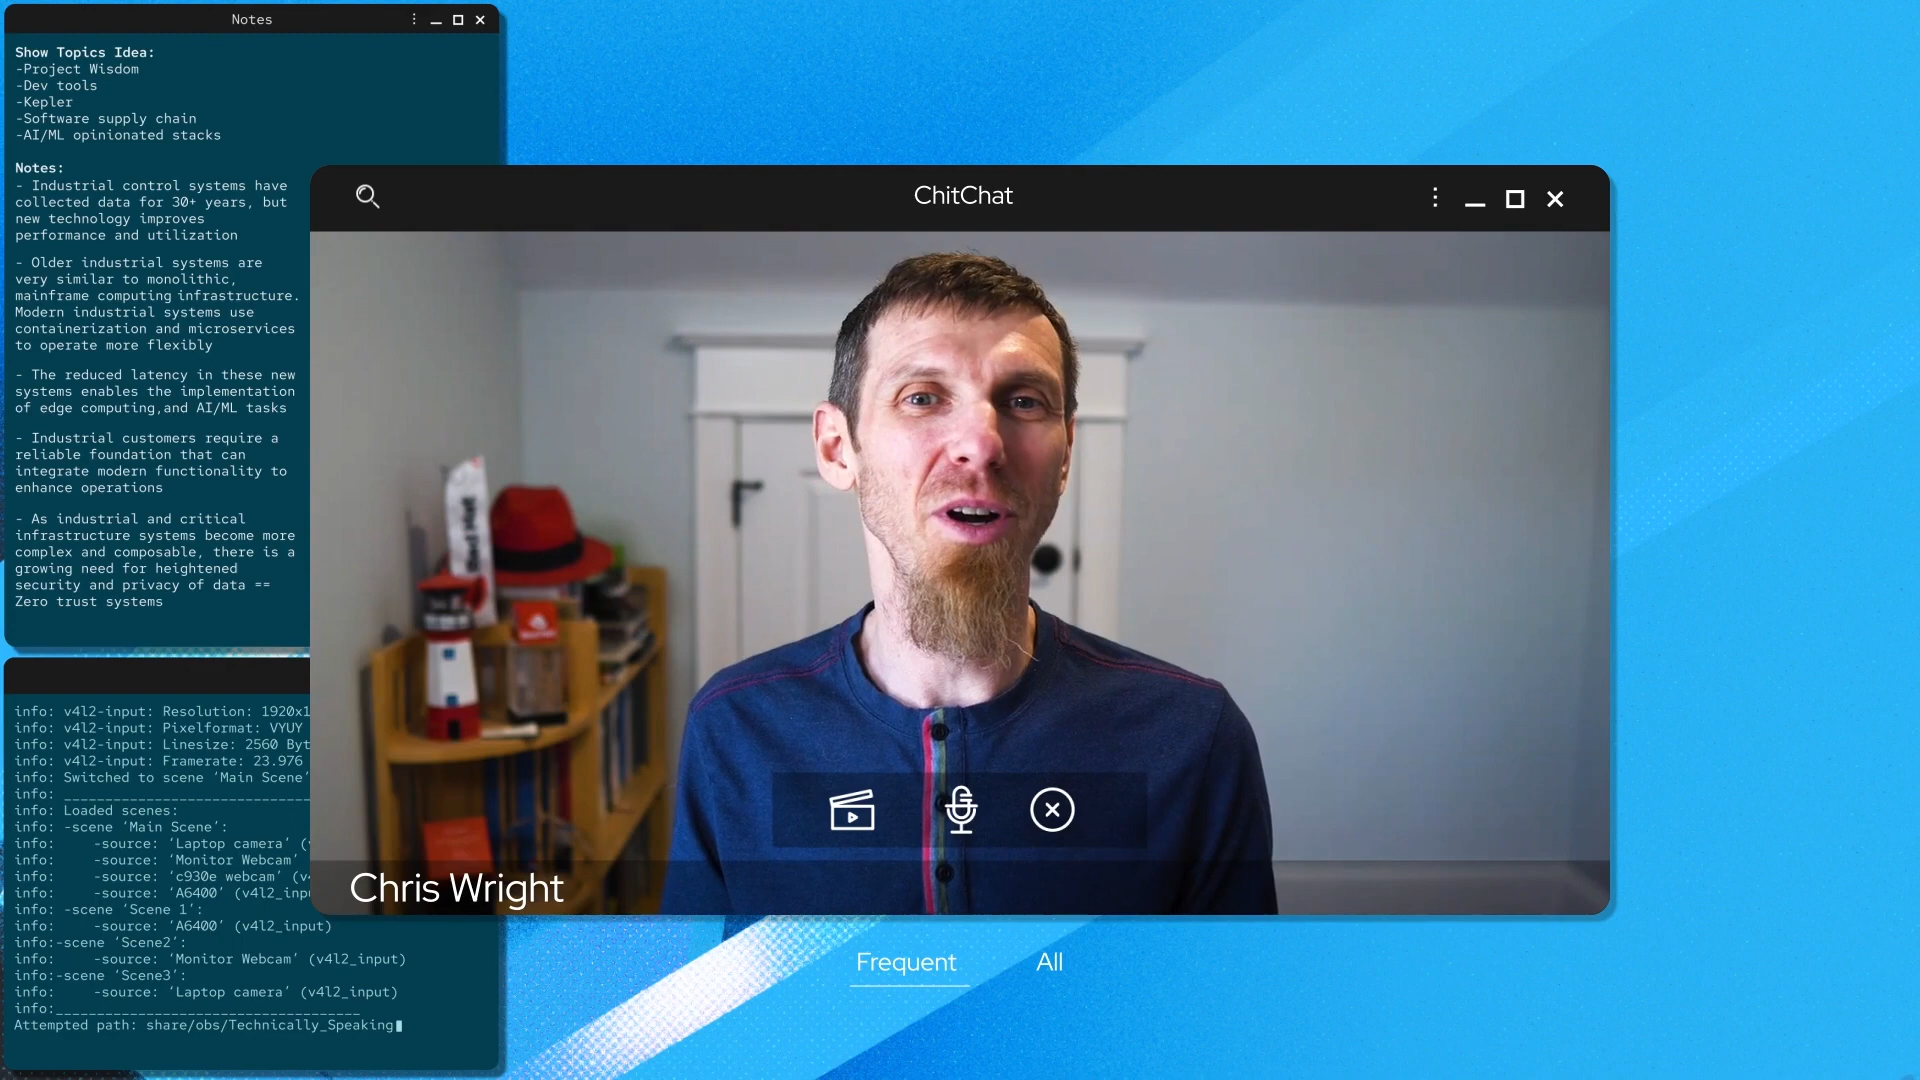 Notes
Show Topics Idea:
-Project Wisdom
-Dev tools
-Kepler
-Software supply chain
-AI/ML opinionated stacks
Notes:
- Industrial control systems have
collected data for 30+ years, but
new technology improves
performance and utilization
- Older industrial systems are
very similar to monolithic,
mainframe computing infrastructure.
Modern industrial systems use
containerization and microservices
to operate more flexibly
- The reduced latency in these new
systems enables the implementation
of edge computing,and AI/ML tasks
- Industrial customers require a
reliable foundation that can
integrate modern functionality to
enhance operations
- As industrial and critical
infrastructure systems become more
complex and composable, there is a
growing need for heightened
security and privacy of data ==
Zero trust systems
info: v4l2-input: Resolution: 1920x1
info: v4l2-input: Pixelformat: VYUY
info: v4l2-input: Linesize: 2560 Byt
info: v4l2-input: Framerate: 23.976
info: Switched to scene ‘Main Scene’
info: ______________________________
info: Loaded scenes:
info: -scene ‘Main Scene’:
info: -source: ‘Laptop camera’ (
info: -source: ‘Monitor Webcam’
info: -source: ‘c930e webcam’ (v4
info: -source: ‘A6400’ (v4l2_inp
info: -scene ‘Scene 1’:
info: -source: ‘A6400’ (v4l2_input)
info:-scene ‘Scene2’:
info: -source: ‘Monitor Webcam’ (v4l2_input)
info:-scene ‘Scene3’:
info: -source: ‘Laptop camera’ (v4l2_input)
info:_____________________________________
Attempted path: share/obs/Technically_Speaking
ChitChat
Red Hat
Chris Wright
Frequent All